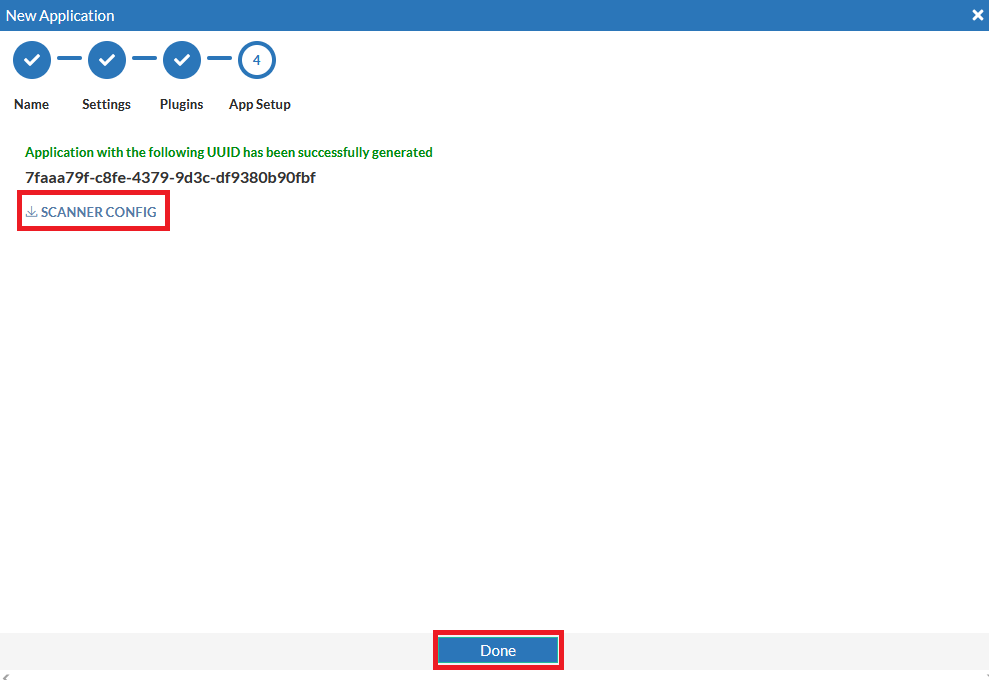 New Application
4
Name Settings Plugins App Setup
Application with the following UUID has been successfully generated
7faaa79f-c8fe-4379-9d3c-df9380b90fbf
SCANNER CONFIG
Done